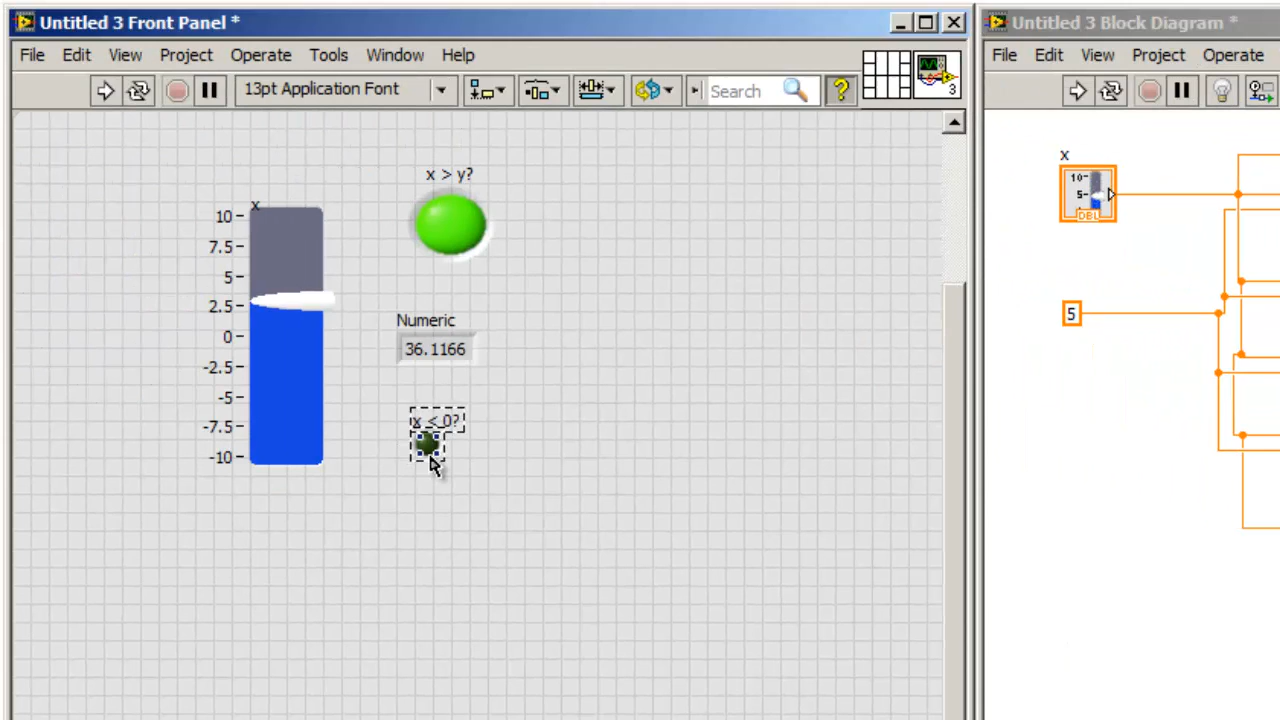 Untitled 3 Front Panel *
File Edit View Project Operate Tools Window Help
13pt Application Font
Search
?
3
x > y?
x
10
7.5
5
2.5
0
-2.5
-5
-7.5
-10
Numeric
36.1166
x < 0?
Untitled 3 Block Diagram *
File Edit View Project Operate
x
10
5
DBL
5